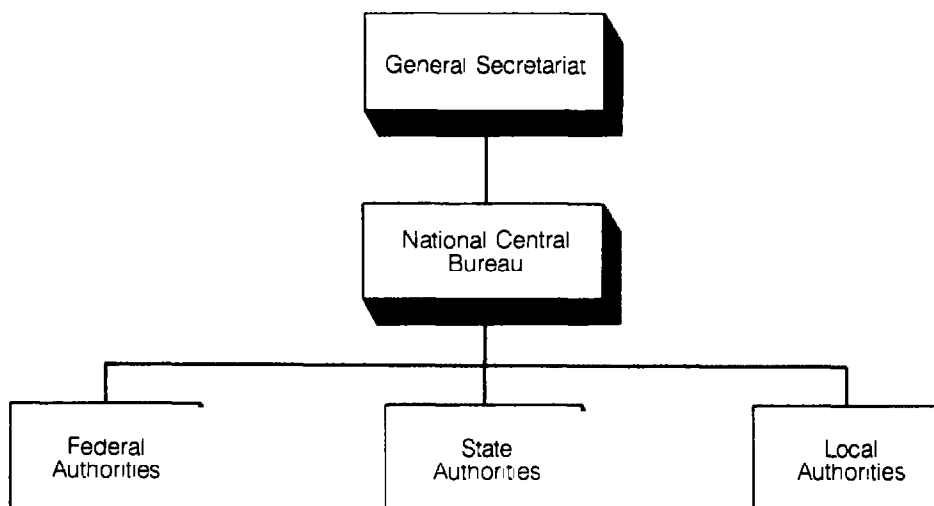 General Secretariat
National Central
Bureau
Federal
Authorities
State
Authorities
Local
Authorities